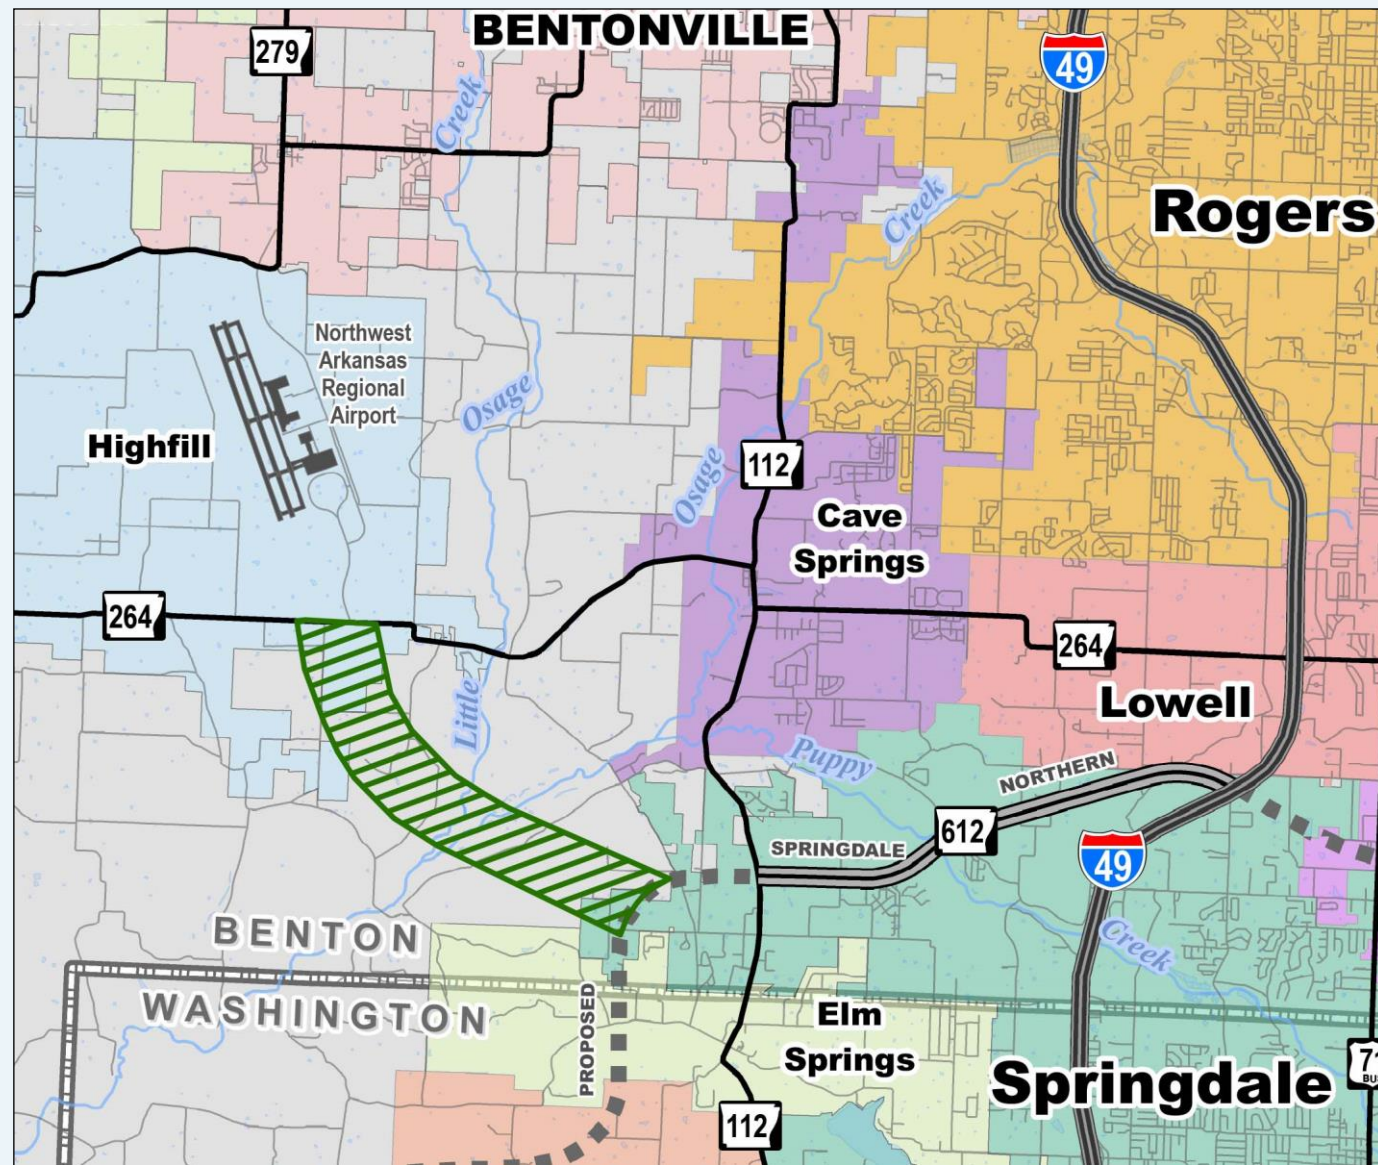 BENTONVILLE
279
49
Creek
Rogers
Creek
Northwest
Arkansas
Regional
Airport
Osage
Highfill
112
Osage
Cave
Springs
264
264
Little
Lowell
Puppy
NORTHERN
612
SPRINGDALE
49
BENTON
Creek
WASHINGTON
PROPOSED
Elm
Springs
Springdale
112